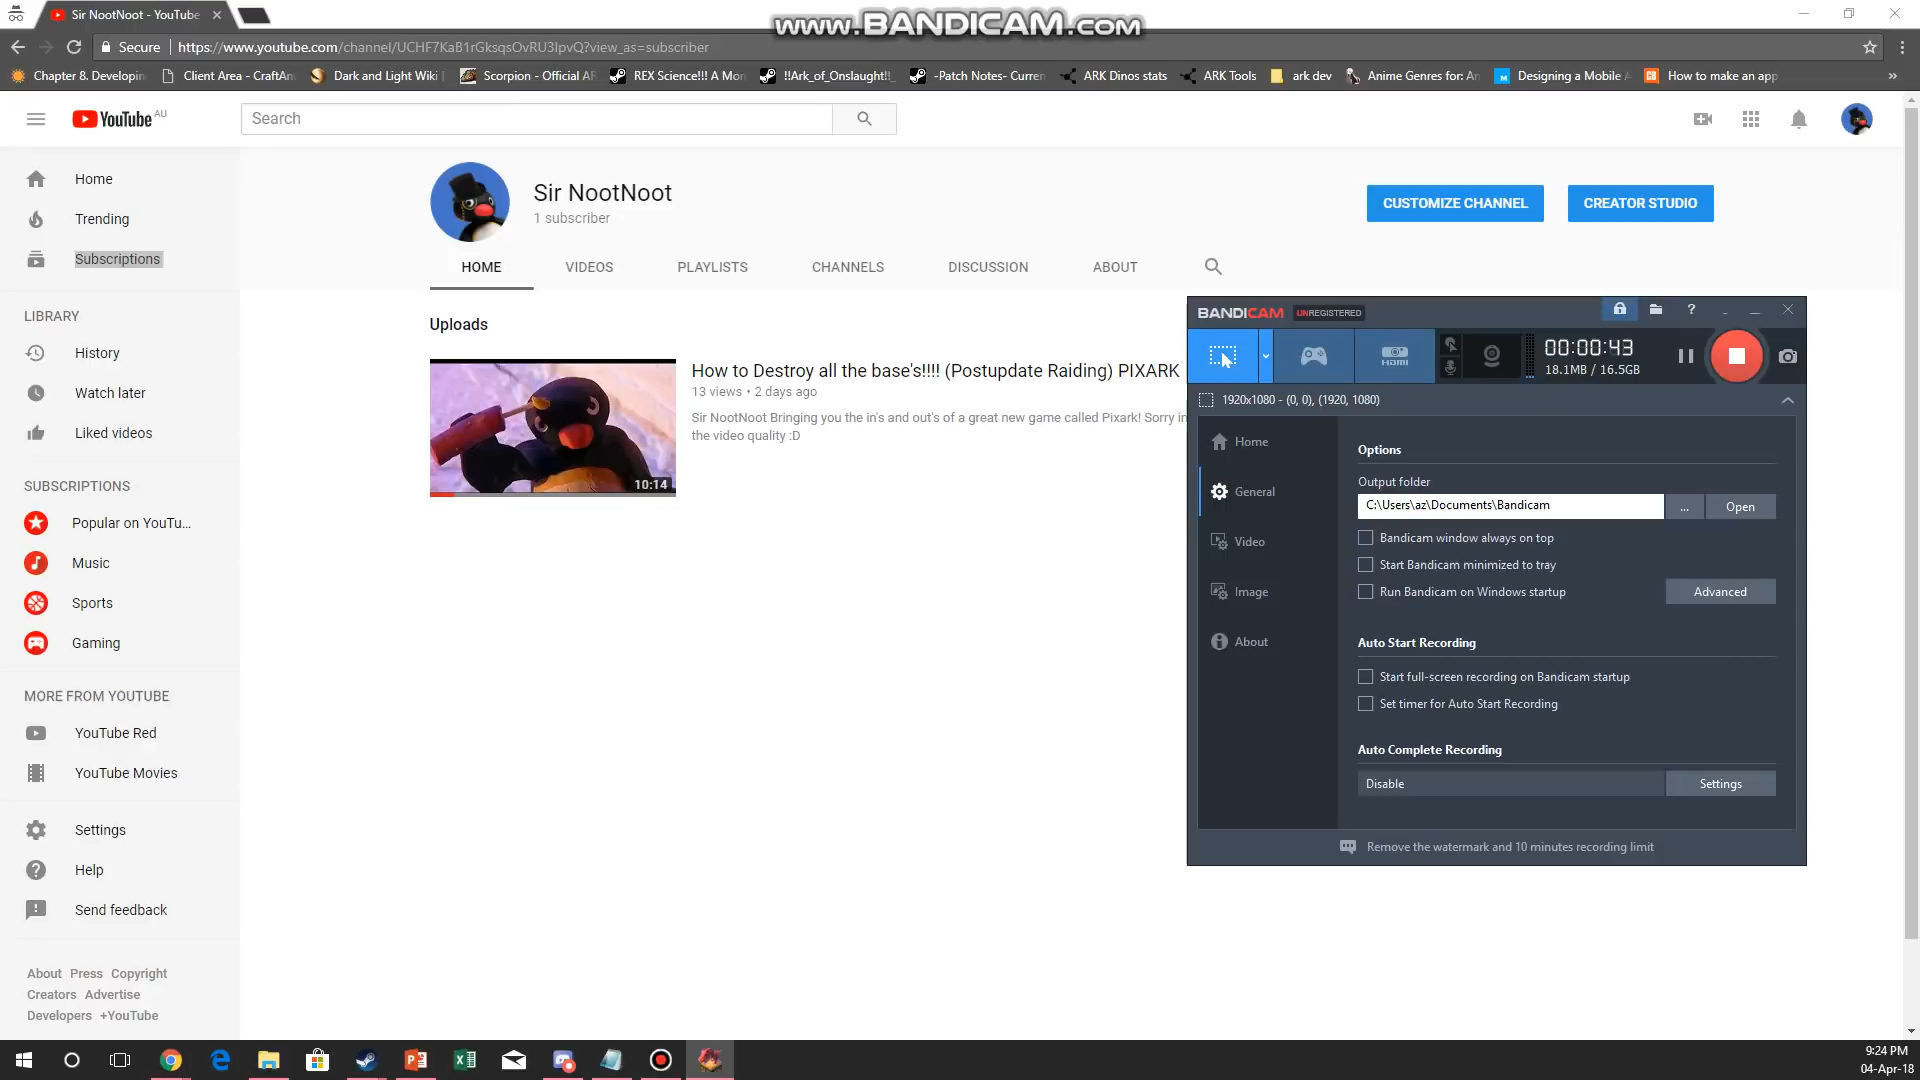 Sir NootNoot - YouTube
www.BANDICAM.com
Secure
https://www.youtube.com/channel/UCHF7KaB1rGksqsOvRU3IpvQ?view_as=subscriber
Chapter 8. Developin
Client Area - CraftAn
Dark and Light Wiki
Scorpion - Official AR
REX Science!!! A Mon
!!Ark_of_Onslaught!!
-Patch Notes- Curren
ARK Dinos stats
ARK Tools
ark dev
Anime Genres for: An
Designing a Mobile A
How to make an app
YouTube AU
Search
Home
Trending
Subscriptions
LIBRARY
History
Watch later
Liked videos
SUBSCRIPTIONS
Popular on YouTu...
Music
Sports
Gaming
MORE FROM YOUTUBE
YouTube Red
YouTube Movies
Settings
Help
Send feedback
About Press Copyright
Creators Advertise
Developers +YouTube
Sir NootNoot
1 subscriber
CUSTOMIZE CHANNEL
CREATOR STUDIO
HOME
VIDEOS
PLAYLISTS
CHANNELS
DISCUSSION
ABOUT
Uploads
10:14
How to Destroy all the base's!!!! (Postupdate Raiding) PIXARK
13 views • 2 days ago
Sir NootNoot Bringing you the in's and out's of a great new game called Pixark! Sorry in
the video quality :D
BANDICAM UNREGISTERED
HDMI
00:00:43
18.1MB / 16.5GB
1920x1080 - (0, 0), (1920, 1080)
Home
General
Video
Image
About
Options
Output folder
C:\Users\az\Documents\Bandicam
...
Open
Bandicam window always on top
Start Bandicam minimized to tray
Run Bandicam on Windows startup
Advanced
Auto Start Recording
Start full-screen recording on Bandicam startup
Set timer for Auto Start Recording
Auto Complete Recording
Disable
Settings
Remove the watermark and 10 minutes recording limit
9:24 PM
04-Apr-18